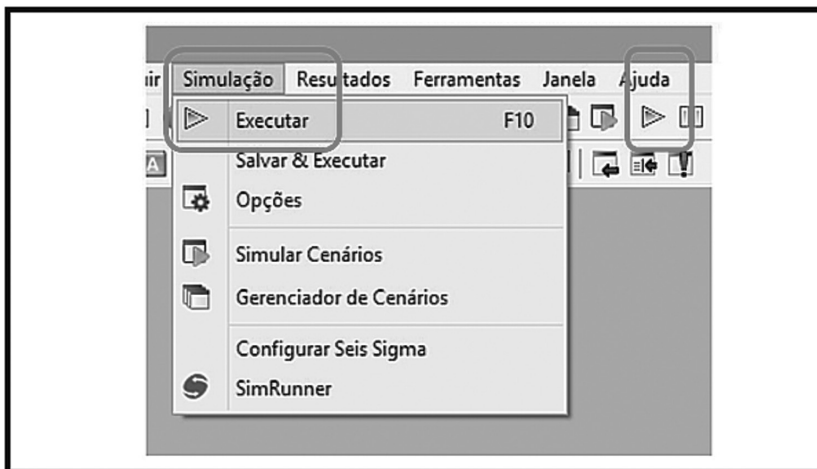 uir Simulação Resultados Ferramentas Janela Ajuda
Executar F10
A
Salvar & Executar
Opções
Simular Cenários
Gerenciador de Cenários
Configurar Seis Sigma
SimRunner